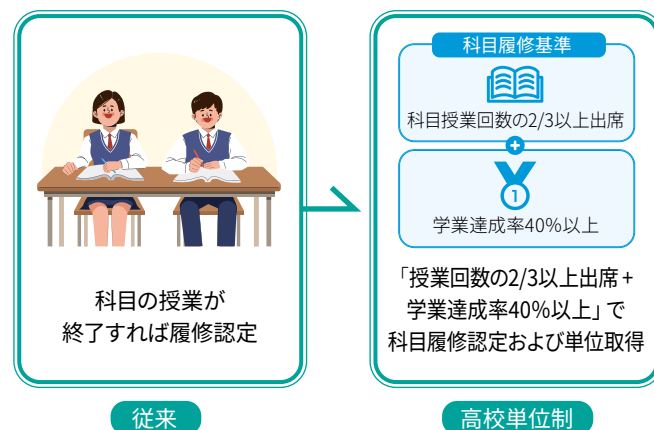 科目の授業が
終了すれば履修認定
従来
科目履修基準
科目授業回数の2/3以上出席
+
1
学業達成率40%以上
「授業回数の2/3以上出席+
学業達成率40%以上」で
科目履修認定および単位取得
高校単位制